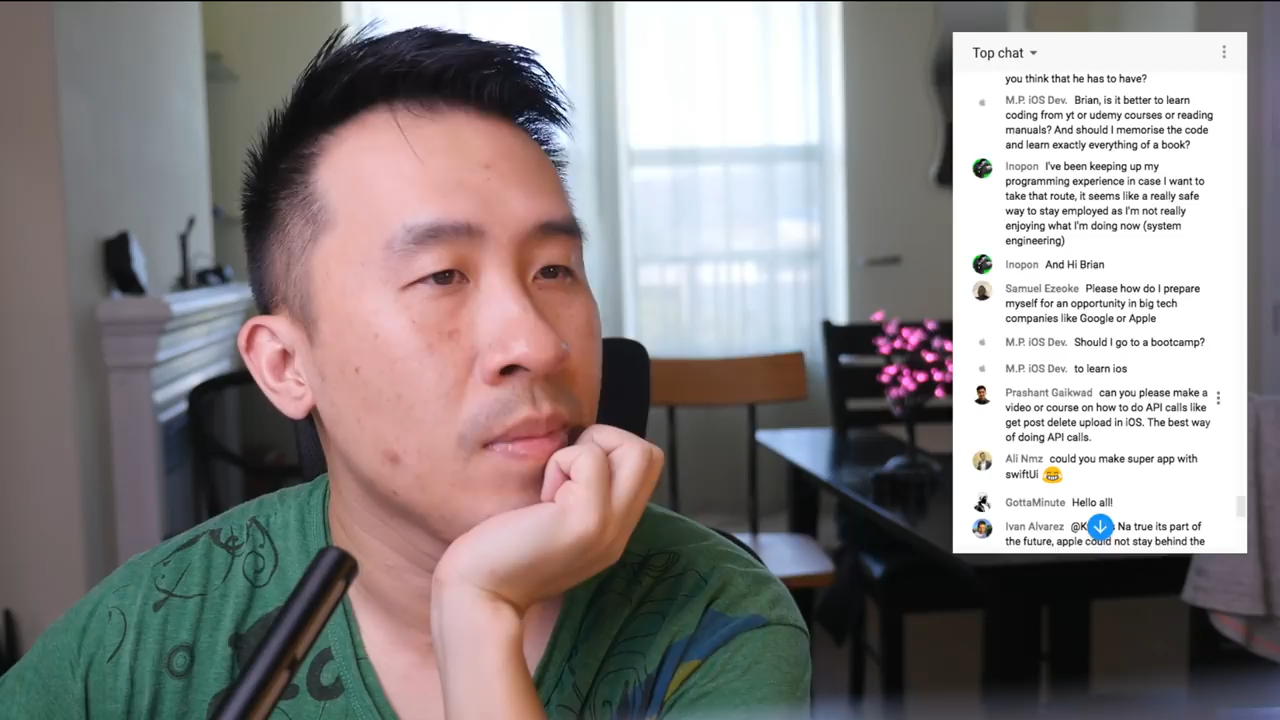 Top chat
you think that he has to have?
M.P. iOS Dev. Brian, is it better to learn
coding from yt or udemy courses or reading
manuals? And should I memorise the code
and learn exactly everything of a book?
Inopon I've been keeping up my
programming experience in case I want to
take that route, it seems like a really safe
way to stay employed as I'm not really
enjoying what I'm doing now (system
engineering)
Inopon And Hi Brian
Samuel Ezeoke Please how do I prepare
myself for an opportunity in big tech
companies like Google or Apple
M.P. iOS Dev. Should I go to a bootcamp?
M.P. iOS Dev. to learn ios
Prashant Gaikwad can you please make a
video or course on how to do API calls like
get post delete upload in iOS. The best way
of doing API calls.
Ali Nmz could you make super app with
swiftUi 😂
GottaMinute Hello all!
Ivan Alvarez Na true its part of
the future, apple could not stay behind the